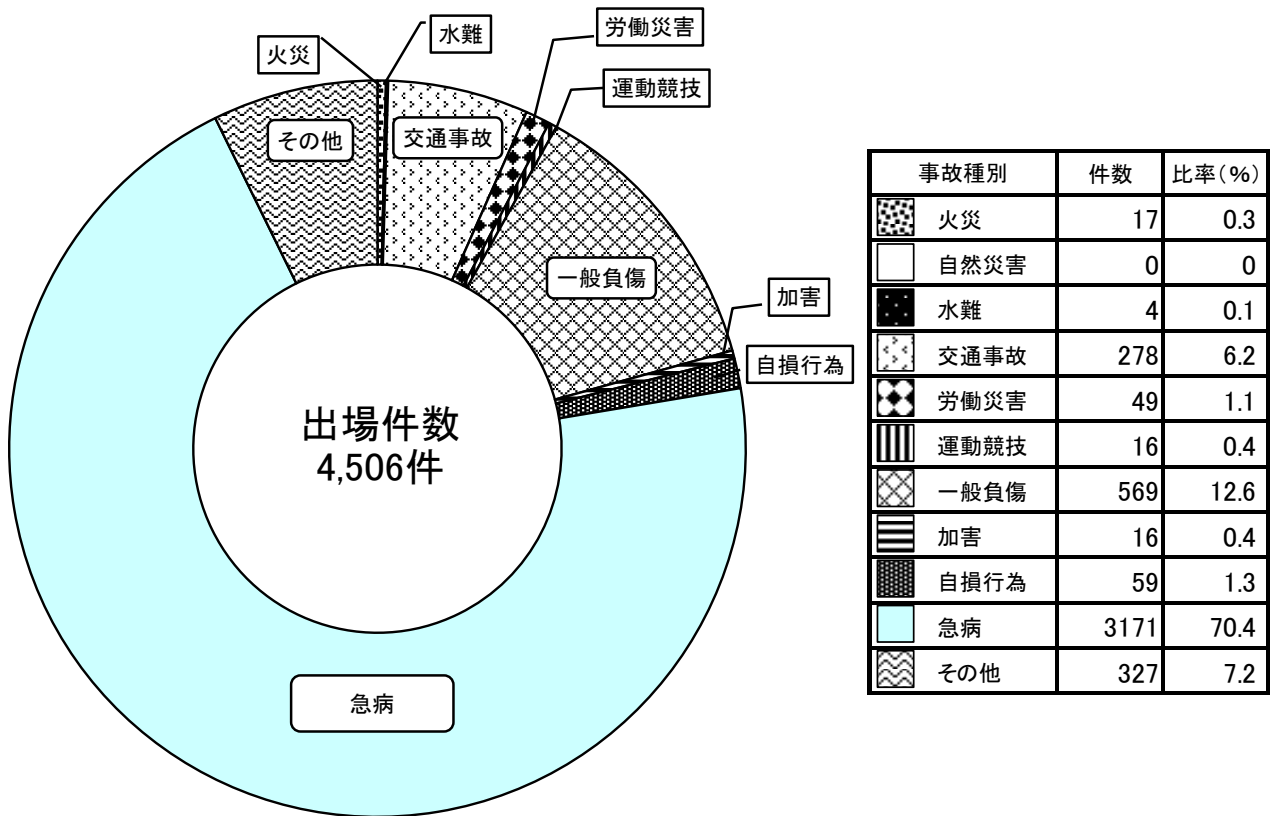 水難
労働災害
火災
運動競技
その他
交通事故
一般負傷
加害
自損行為
出場件数
4,506件
急病
事故種別 件数 比率(%)
火災 17 0.3
自然災害 0 0
水難 4 0.1
交通事故 278 6.2
労働災害 49 1.1
運動競技 16 0.4
一般負傷 569 12.6
加害 16 0.4
自損行為 59 1.3
急病 3171 70.4
その他 327 7.2